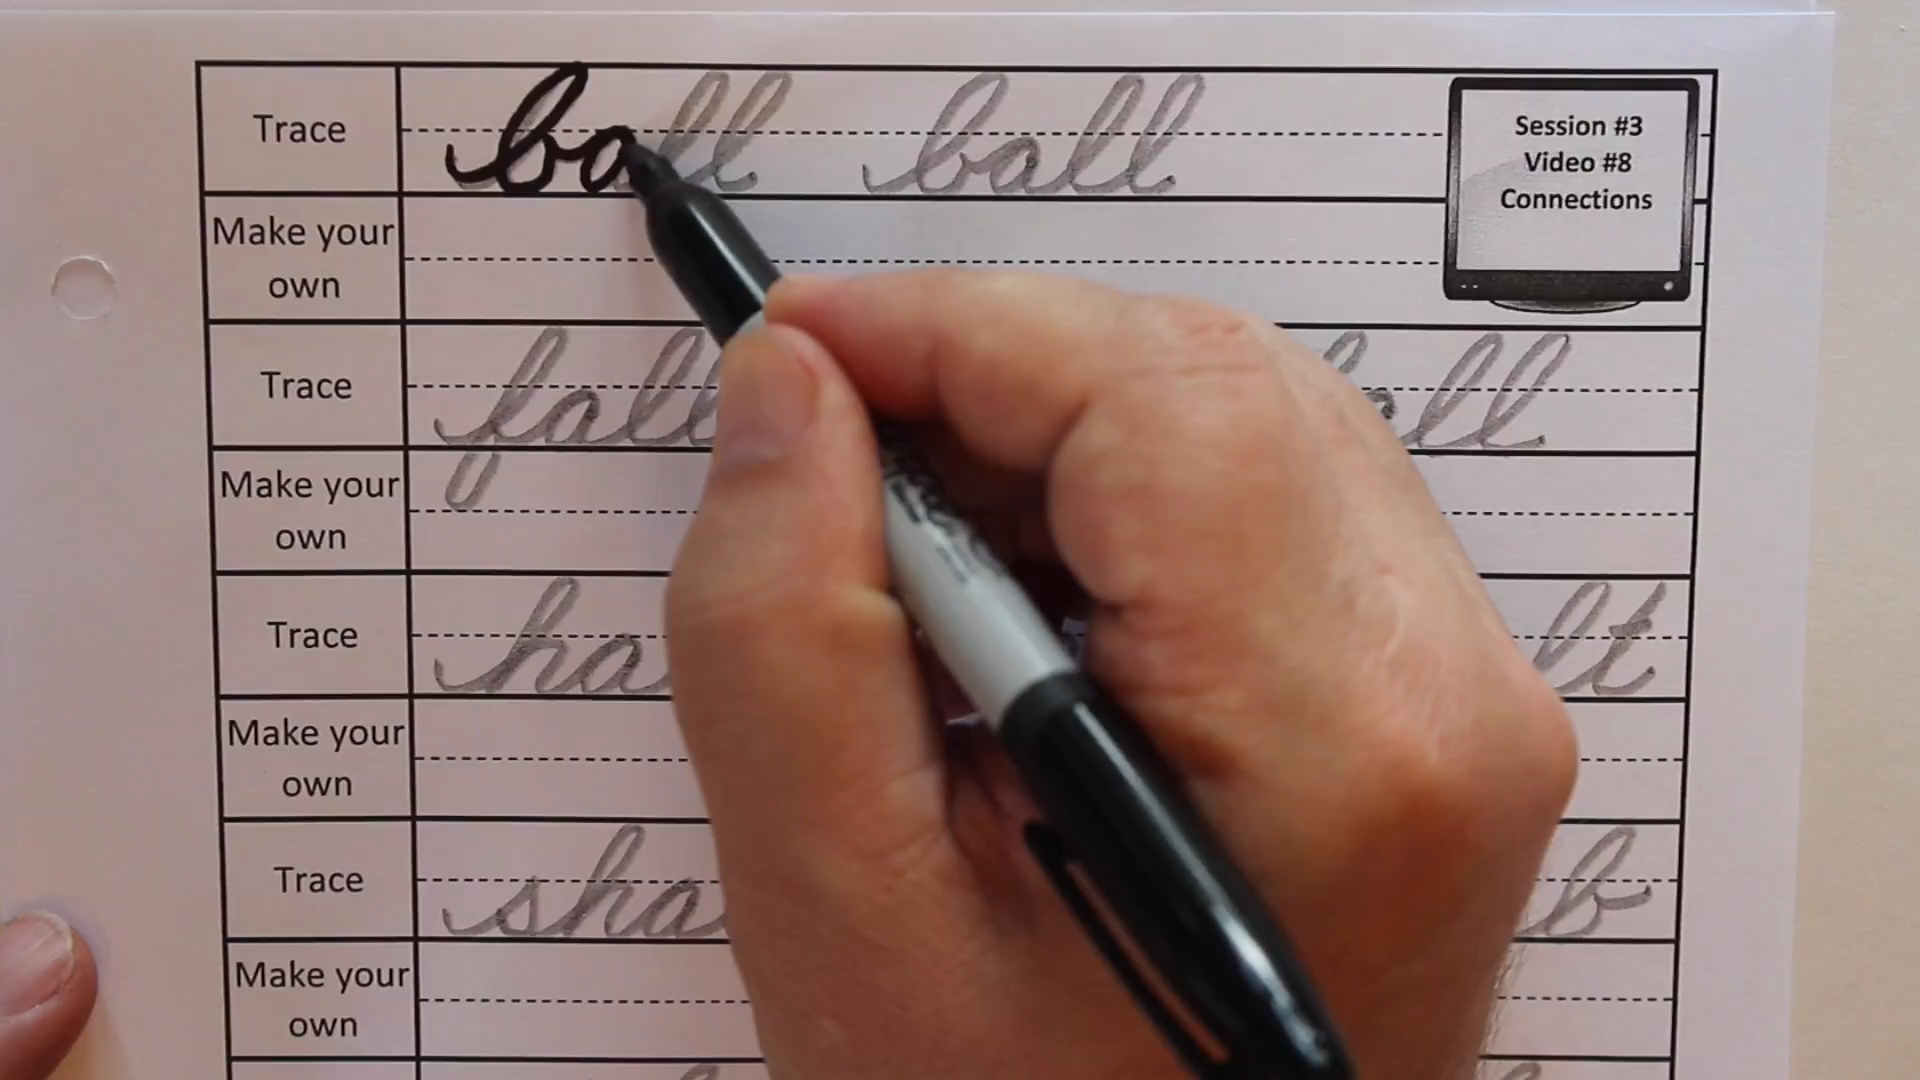 Trace ball ball
Session #3
Video #8
Connections
Make your
own
Trace fall
Make your
own
Trace
Make your
own
Trace
Make your
own